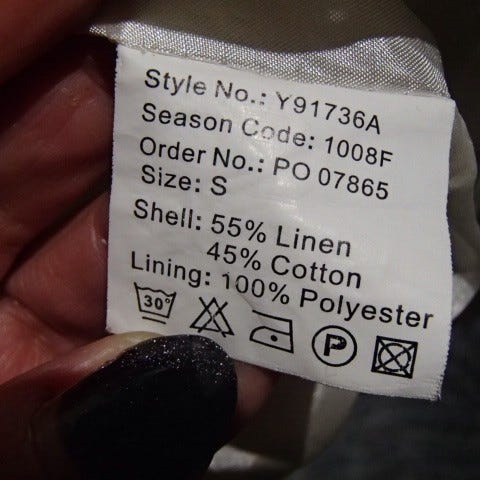 Style No.: Y91736A
Season Code: 1008F
Order No.: PO 07865
Size: S
Shell: 55% Linen
45% Cotton
Lining: 100% Polyester
30° P